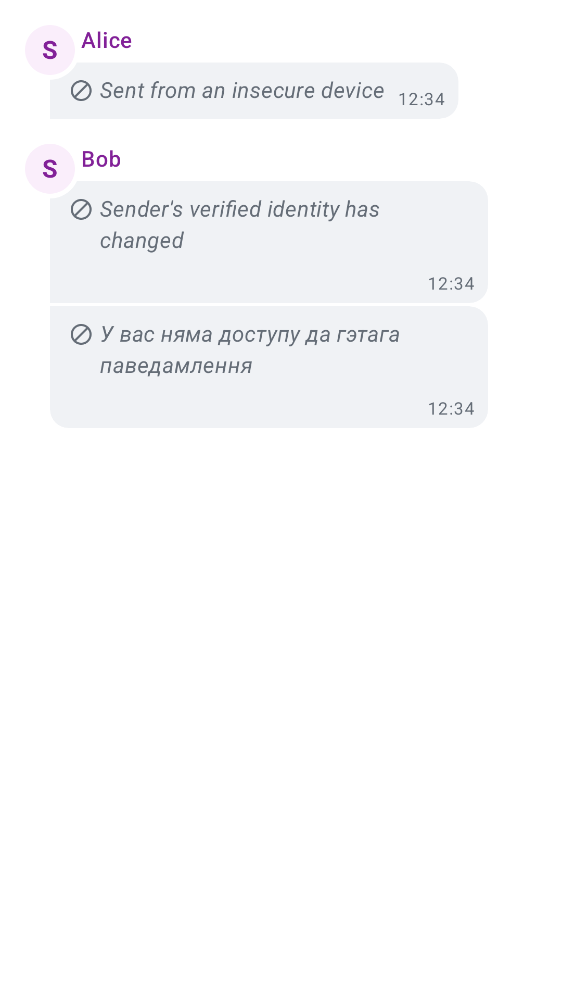 S
Alice
Sent from an insecure device 12:34
S
Bob
Sender's verified identity has
changed
12:34
У вас няма доступу да гэтага
паведамлення
12:34